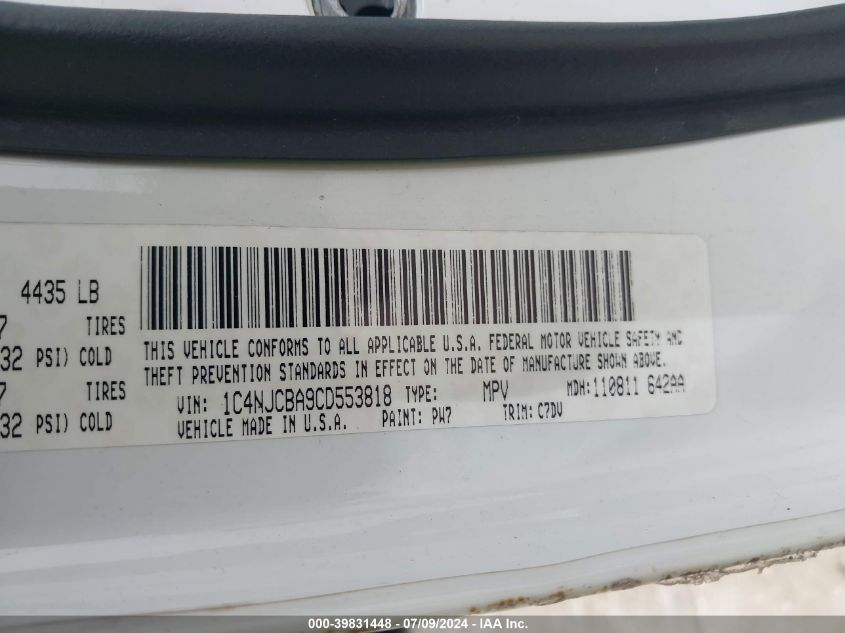 4435 LB
7 TIRES
32 PSI) COLD
7 TIRES
32 PSI) COLD
THIS VEHICLE CONFORMS TO ALL APPLICABLE U.S.A. FEDERAL MOTOR VEHICLE SAFETY AND
THEFT PREVENTION STANDARDS IN EFFECT ON THE DATE OF MANUFACTURE SHOWN ABOVE.
VIN: 1C4NJCBA9CD553818 TYPE: MPV MDH: 110811 642AA
VEHICLE MADE IN U.S.A. PAINT: PW7 TRIM: C7DV
000-39831448 - 07/09/2024 - IAA Inc.